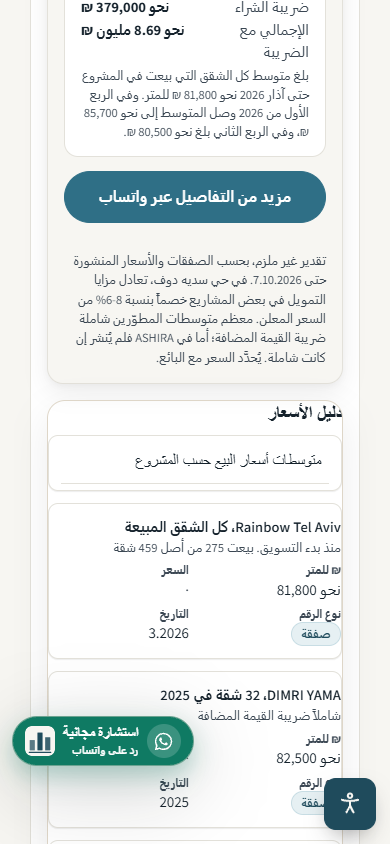 ضريبة الشراء
نحو 379,000 ₪
الإجمالي مع الضريبة
نحو 8.69 مليون ₪
بلغ متوسط كل الشقق التي بيعت في المشروع
حتى آذار 2026 نحو 81,800 ₪ للمتر. وفي الربع
الأول من 2026 وصل المتوسط إلى نحو 85,700
₪، وفي الربع الثاني بلغ نحو 80,500 ₪.
مزيد من التفاصيل عبر واتساب
تقدير غير ملزم، بحسب الصفقات والأسعار المنشورة
حتى 7.10.2026. في حي سديه دوف، تعادل مزايا
التمويل في بعض المشاريع خصماً بنسبة 6-8% من
السعر المعلن. معظم متوسطات المطوّرين شاملة
ضريبة القيمة المضافة؛ أما في ASHIRA فلم يُنشر إن
كانت شاملة. يُحدَّد السعر مع البائع.
دليل الأسعار
متوسطات أسعار البيع حسب المشروع
Rainbow Tel Aviv، كل الشقق المبيعة
منذ بدء التسويق. بيعت 275 من أصل 459 شقة
₪ للمتر
السعر
نحو 81,800
·
نوع الرقم
التاريخ
صفقة
3.2026
DIMRI YAMA، 32 شقة في 2025
شاملاً ضريبة القيمة المضافة
₪ للمتر
نحو 82,500
الرقم
التاريخ
صفقة
2025
استشارة مجانية
رد على واتساب